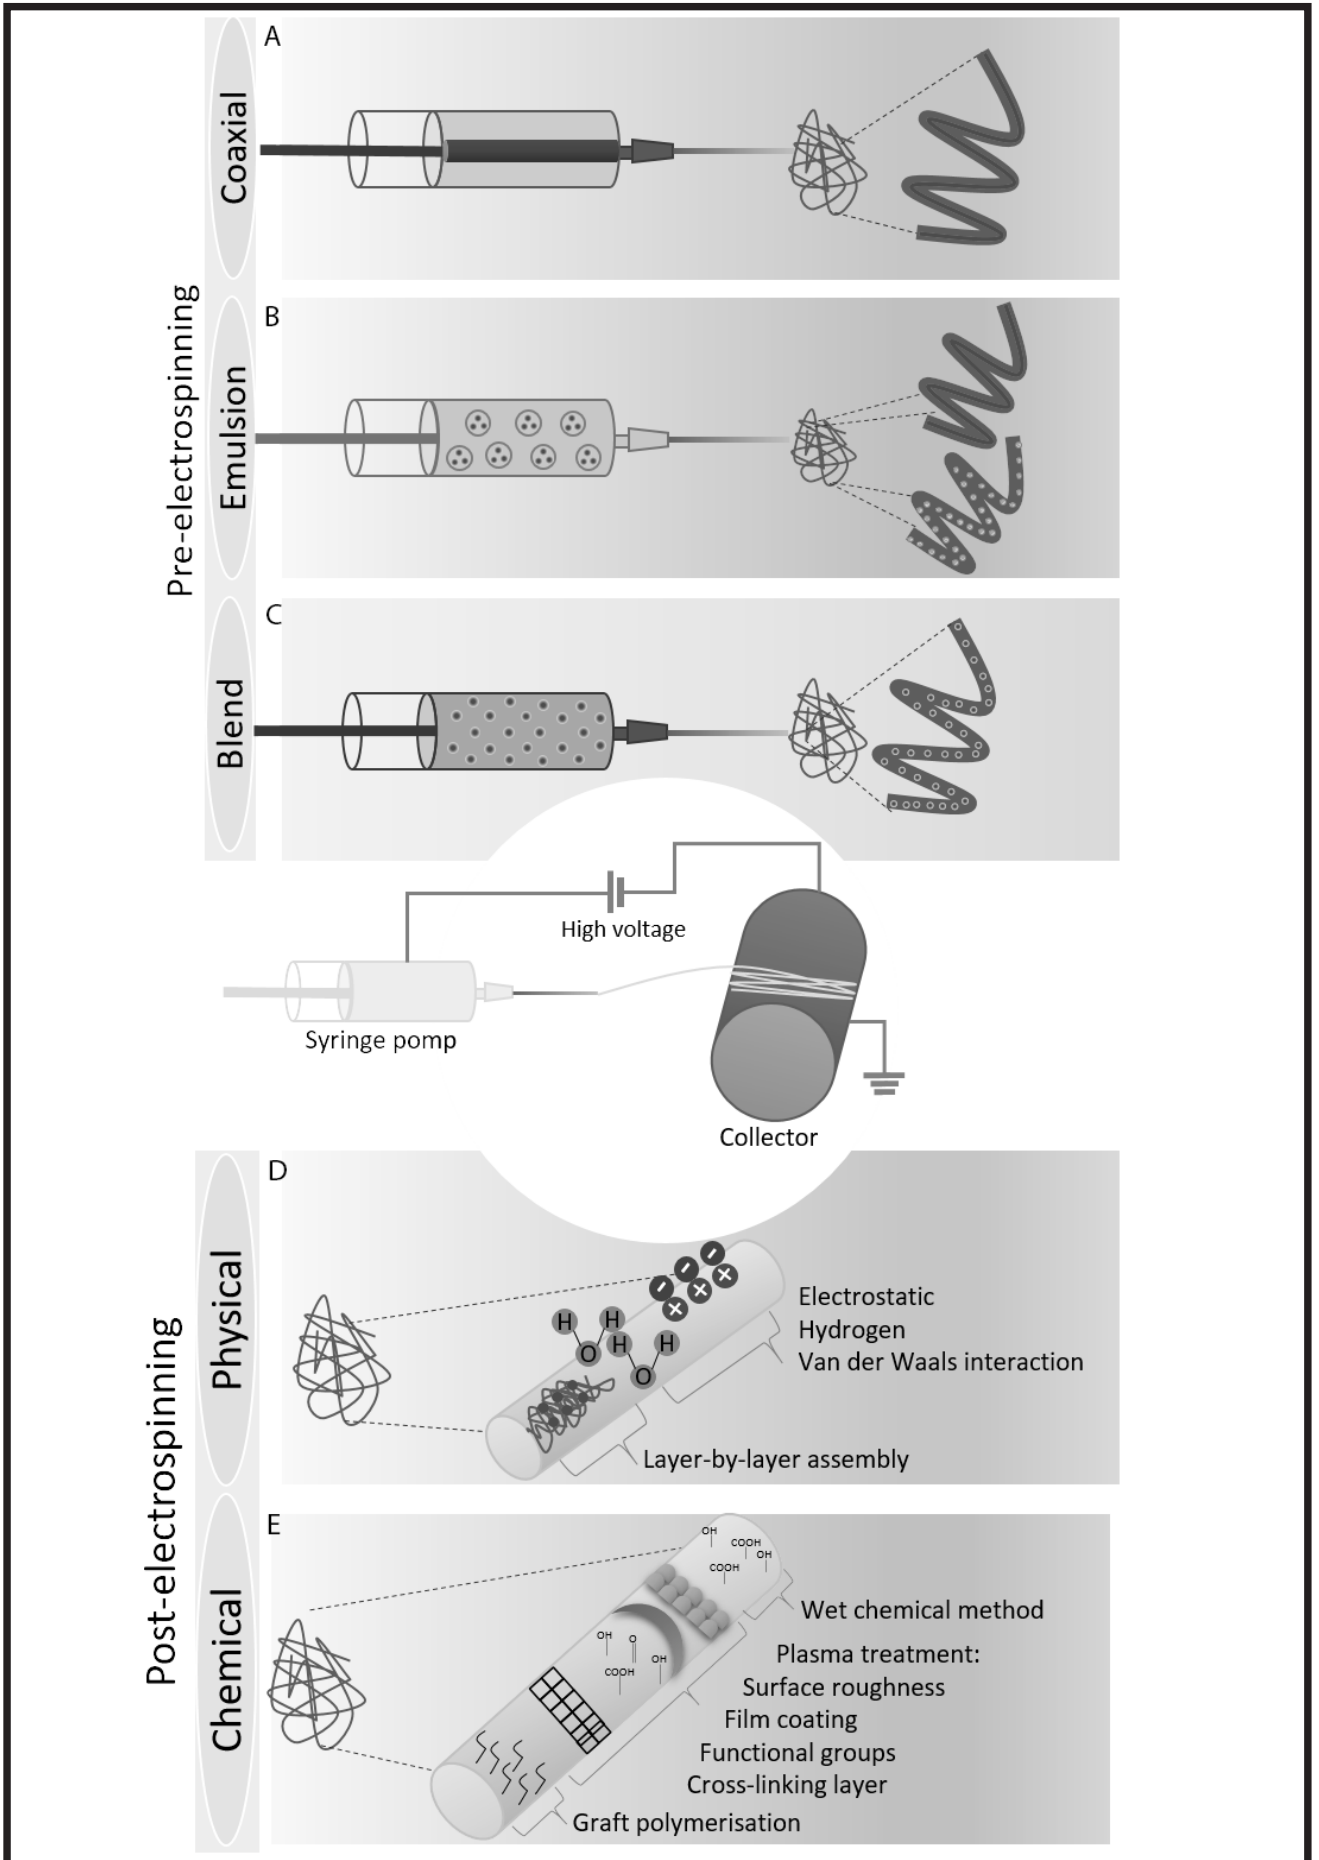 Pre-electrospinning
A
Coaxial
B
Emulsion
C
Blend
High voltage
Syringe pomp
Collector
Post-electrospinning
D
Physical
H
H
O
H
H
O
Electrostatic
Hydrogen
Van der Waals interaction
Layer-by-layer assembly
E
Chemical
OH
COOH
OH
COOH
Wet chemical method
OH
O
OH
COOH
Plasma treatment:
Surface roughness
Film coating
Functional groups
Cross-linking layer
Graft polymerisation